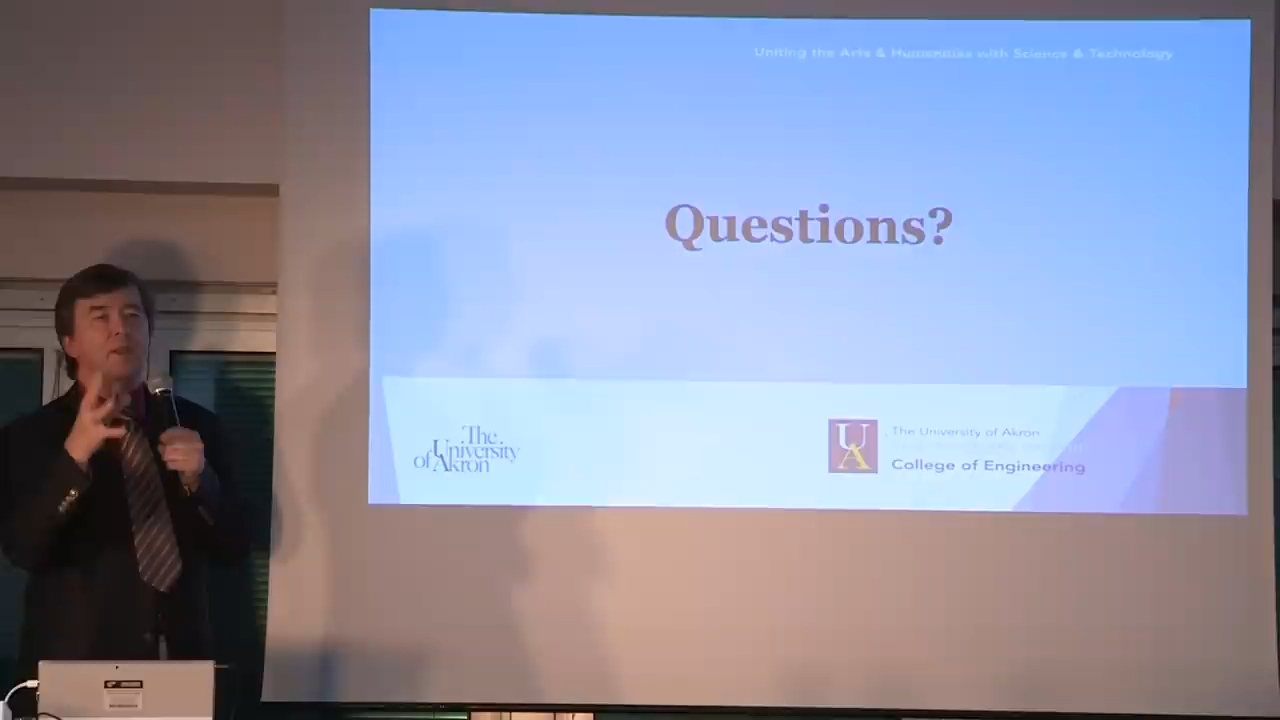 Uniting the Arts & Humanities with Science & Technology
Questions?
The
University
of Akron
UA
The University of Akron
College of Engineering